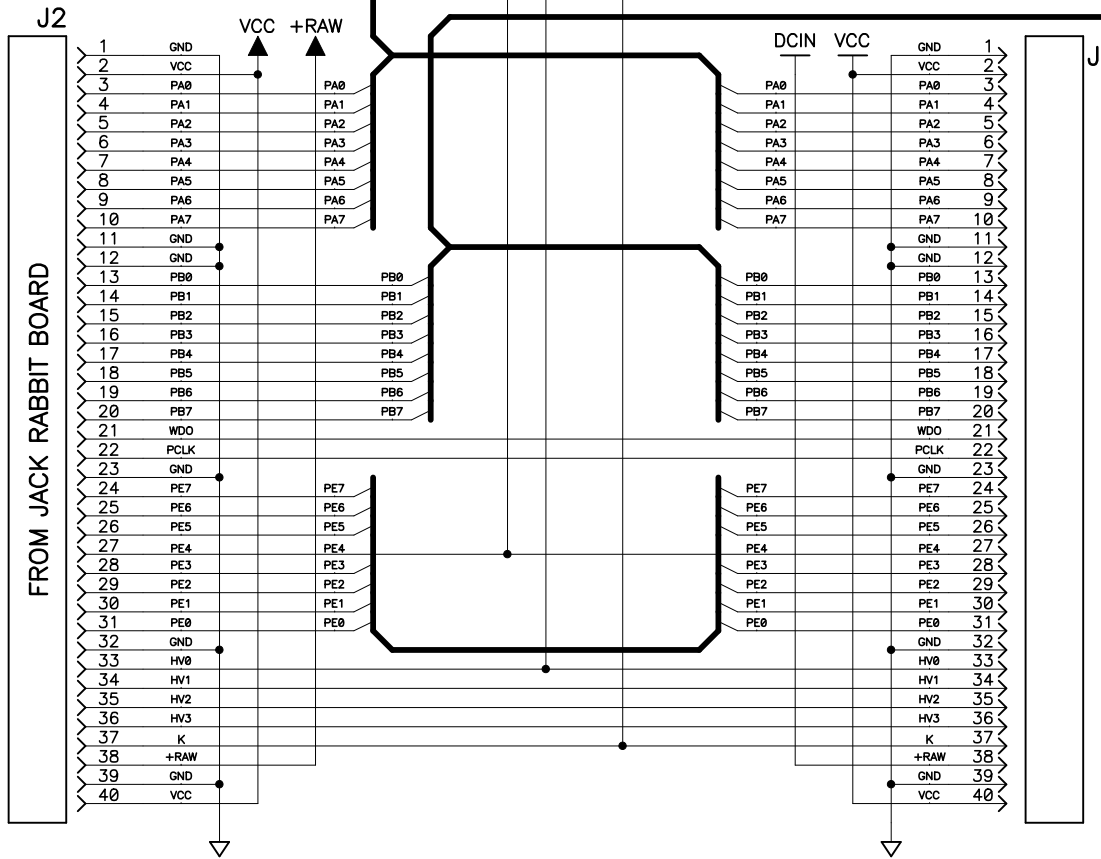 J2
VCC +RAW DCIN VCC
J
FROM JACK RABBIT BOARD
1 GND GND 1
2 VCC VCC 2
3 PA0 PA0 PA0 PA0 3
4 PA1 PA1 PA1 PA1 4
5 PA2 PA2 PA2 PA2 5
6 PA3 PA3 PA3 PA3 6
7 PA4 PA4 PA4 PA4 7
8 PA5 PA5 PA5 PA5 8
9 PA6 PA6 PA6 PA6 9
10 PA7 PA7 PA7 PA7 10
11 GND GND 11
12 GND GND 12
13 PB0 PB0 PB0 PB0 13
14 PB1 PB1 PB1 PB1 14
15 PB2 PB2 PB2 PB2 15
16 PB3 PB3 PB3 PB3 16
17 PB4 PB4 PB4 PB4 17
18 PB5 PB5 PB5 PB5 18
19 PB6 PB6 PB6 PB6 19
20 PB7 PB7 PB7 PB7 20
21 WDO WDO 21
22 PCLK PCLK 22
23 GND GND 23
24 PE7 PE7 PE7 PE7 24
25 PE6 PE6 PE6 PE6 25
26 PE5 PE5 PE5 PE5 26
27 PE4 PE4 PE4 PE4 27
28 PE3 PE3 PE3 PE3 28
29 PE2 PE2 PE2 PE2 29
30 PE1 PE1 PE1 PE1 30
31 PE0 PE0 PE0 PE0 31
32 GND GND 32
33 HV0 HV0 33
34 HV1 HV1 34
35 HV2 HV2 35
36 HV3 HV3 36
37 K K 37
38 +RAW +RAW 38
39 GND GND 39
40 VCC VCC 40